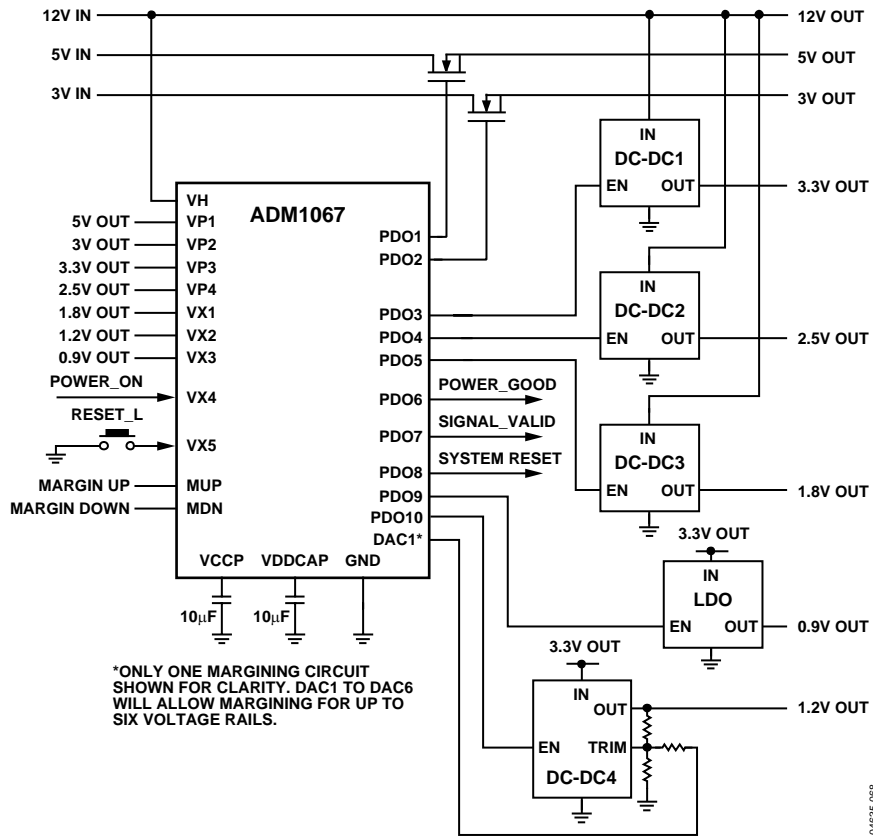 12V IN
12V OUT
5V IN
5V OUT
3V IN
3V OUT
IN
DC-DC1
EN
OUT
3.3V OUT
VH
ADM1067
5V OUT
VP1
PDO1
3V OUT
VP2
PDO2
3.3V OUT
VP3
2.5V OUT
VP4
IN
DC-DC2
EN
OUT
2.5V OUT
1.8V OUT
VX1
PDO3
1.2V OUT
VX2
PDO4
0.9V OUT
VX3
PDO5
POWER_ON
VX4
PDO6
POWER_GOOD
RESET_L
VX5
PDO7
SIGNAL_VALID
PDO8
SYSTEM RESET
IN
DC-DC3
EN
OUT
1.8V OUT
MARGIN UP
MUP
PDO9
MARGIN DOWN
MDN
PDO10
DAC1*
VCCP
VDDCAP
GND
10µF
10µF
3.3V OUT
IN
LDO
EN
OUT
0.9V OUT
3.3V OUT
IN
OUT
1.2V OUT
EN
TRIM
DC-DC4
*ONLY ONE MARGINING CIRCUIT
SHOWN FOR CLARITY. DAC1 TO DAC6
WILL ALLOW MARGINING FOR UP TO
SIX VOLTAGE RAILS.
04635-068